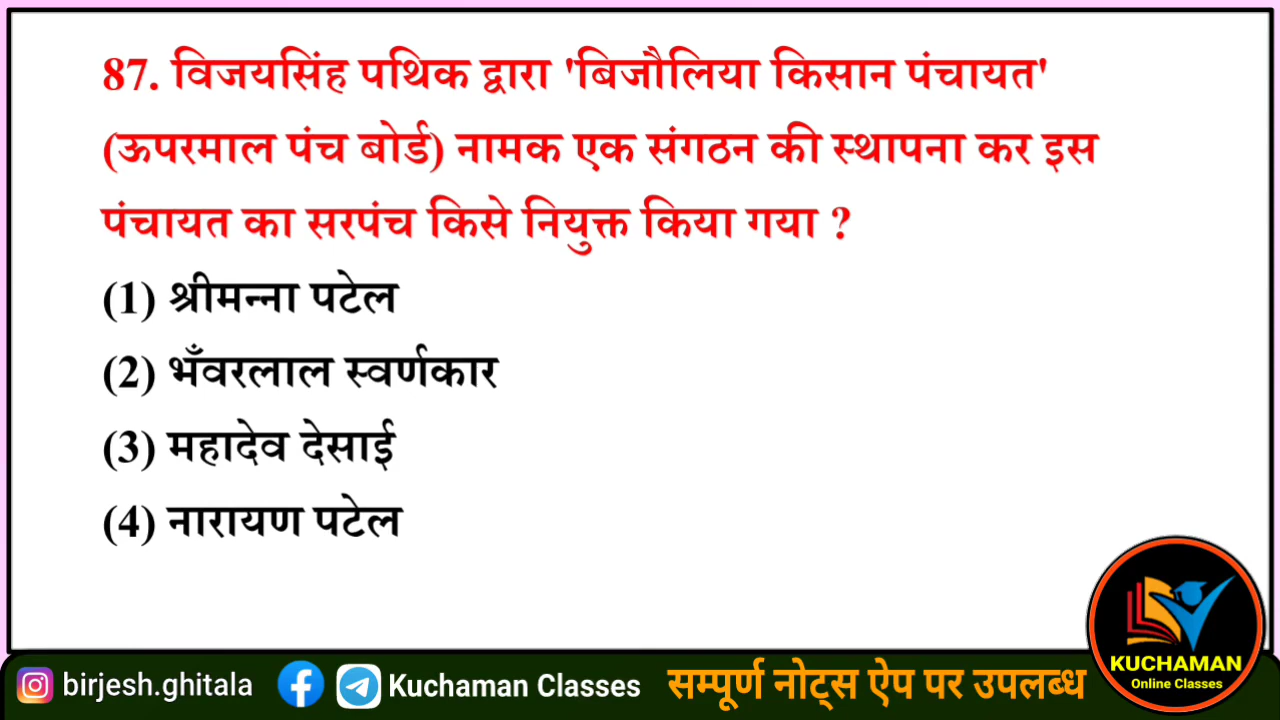 87. विजयसिंह पथिक द्वारा 'बिजौलिया किसान पंचायत'
(ऊपरमाल पंच बोर्ड) नामक एक संगठन की स्थापना कर इस
पंचायत का सरपंच किसे नियुक्त किया गया ?
(1) श्रीमन्ना पटेल
(2) भँवरलाल स्वर्णकार
(3) महादेव देसाई
(4) नारायण पटेल
KUCHAMAN
Online Classes
birjesh.ghitala Kuchaman Classes सम्पूर्ण नोट्स ऐप पर उपलब्ध